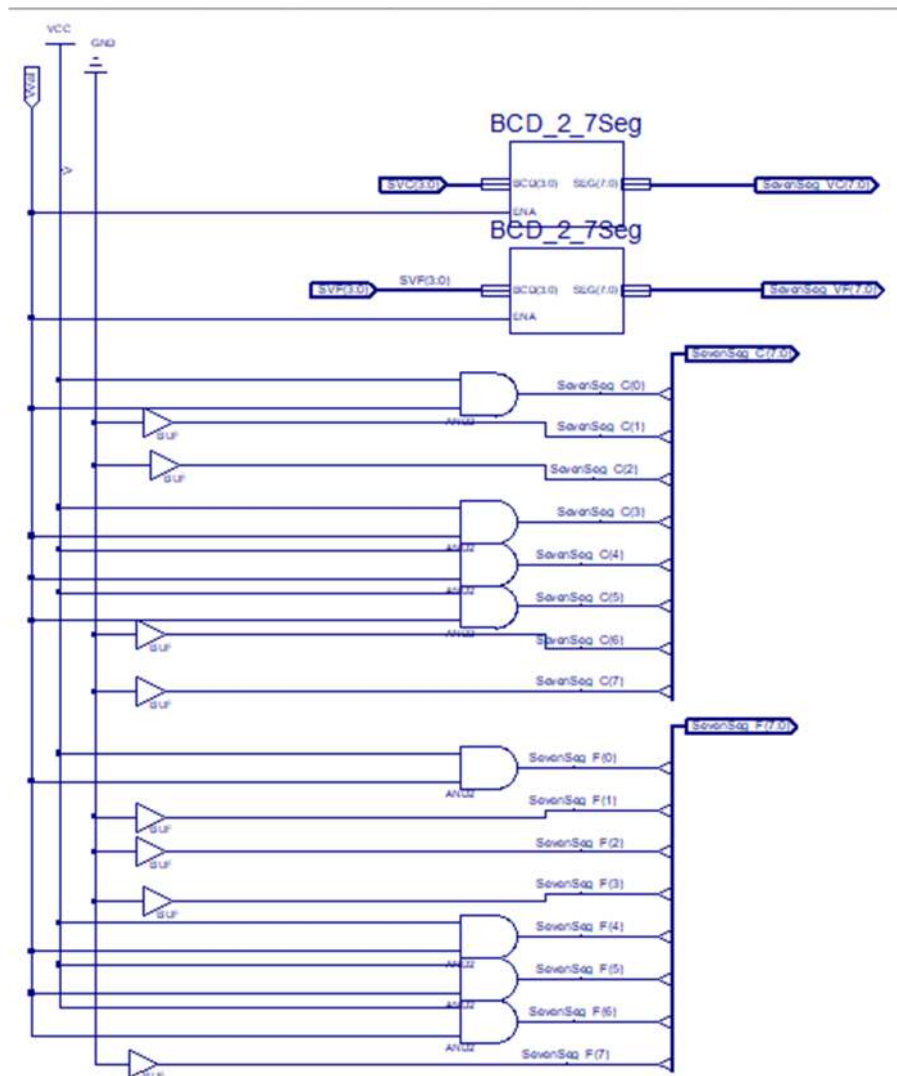 VCC
GND
BCD_2_7Seg
SVC(3:0)
BCD(3:0) SEG(7:0)
SevenSeg_VC(7:0)
ENA
BCD_2_7Seg
SVF(3:0)
SVF(3:0)
BCD(3:0) SEG(7:0)
SevenSeg_VF(7:0)
ENA
SevenSeg_C(7:0)
SevenSeg_C(0)
AND2
BUF
SevenSeg_C(1)
BUF
SevenSeg_C(2)
SevenSeg_C(3)
AND2
SevenSeg_C(4)
AND2
SevenSeg_C(5)
AND2
BUF
SevenSeg_C(6)
BUF
SevenSeg_C(7)
SevenSeg_F(7:0)
SevenSeg_F(0)
AND2
BUF
SevenSeg_F(1)
BUF
SevenSeg_F(2)
BUF
SevenSeg_F(3)
SevenSeg_F(4)
AND2
SevenSeg_F(5)
AND2
SevenSeg_F(6)
AND2
BUF
SevenSeg_F(7)